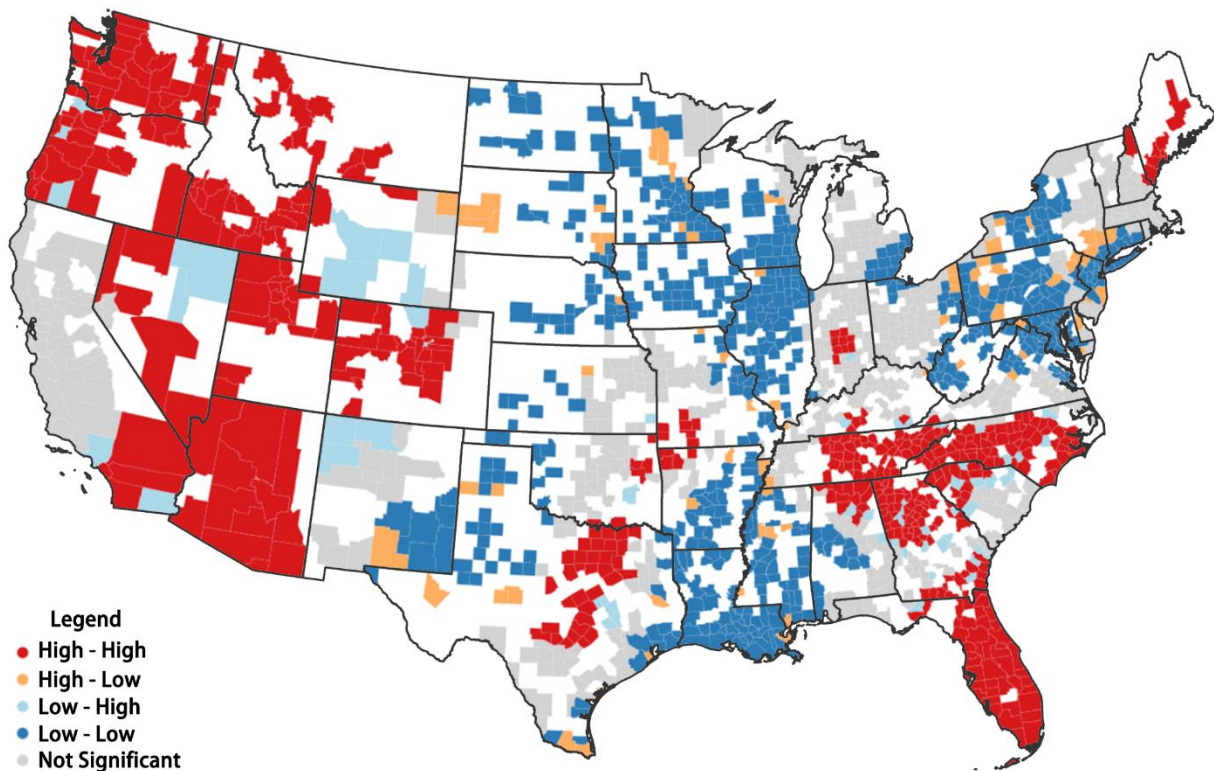 Legend
High - High
High - Low
Low - High
Low - Low
Not Significant